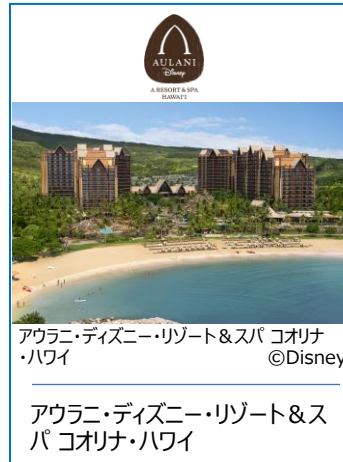 AULANI
Disney
A RESORT & SPA
HAWAI'I
アウラニ・ディズニー・リゾート＆スパ コオリナ
・ハワイ ©Disney
アウラニ・ディズニー・リゾート＆ス
パ コオリナ・ハワイ